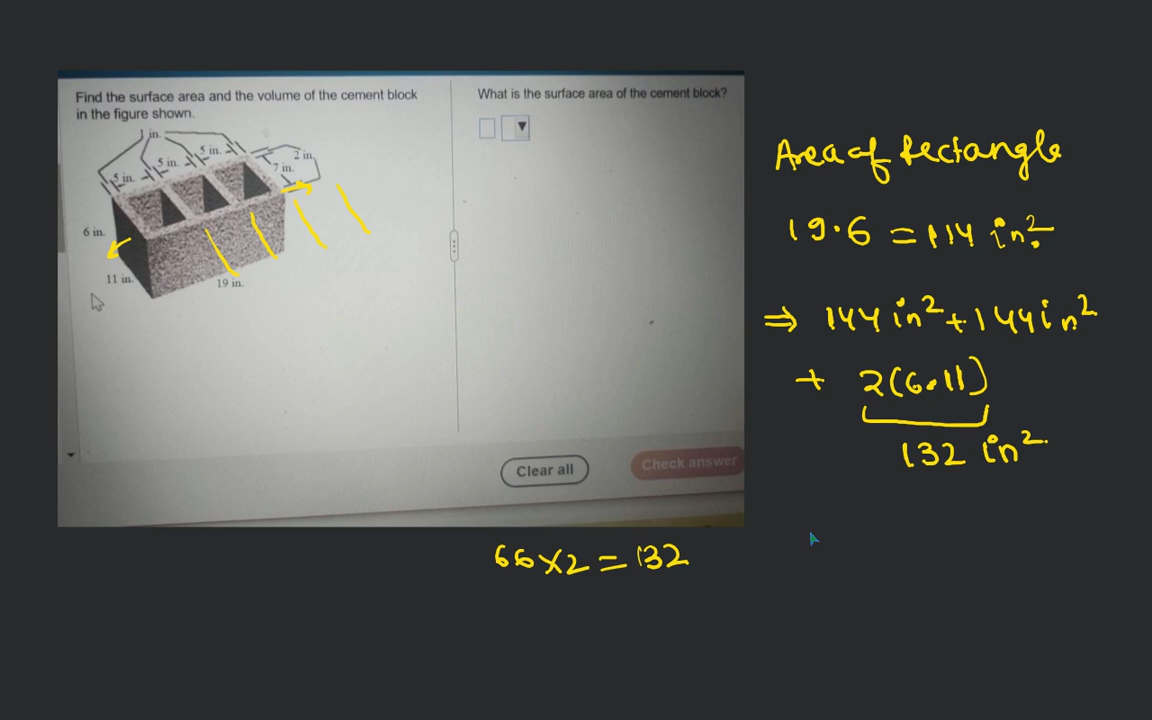 Find the surface area and the volume of the cement block
in the figure shown.
What is the surface area of the cement block?
1 in.
5 in.
5 in.
5 in.
2 in.
7 in.
6 in.
11 in.
19 in.
Clear all
Check answer
Area of Rectangle
19·6 = 114 in²
⇒ 144 in² + 144 in²
+ 2(6·11)
132 in²
66×2 = 132